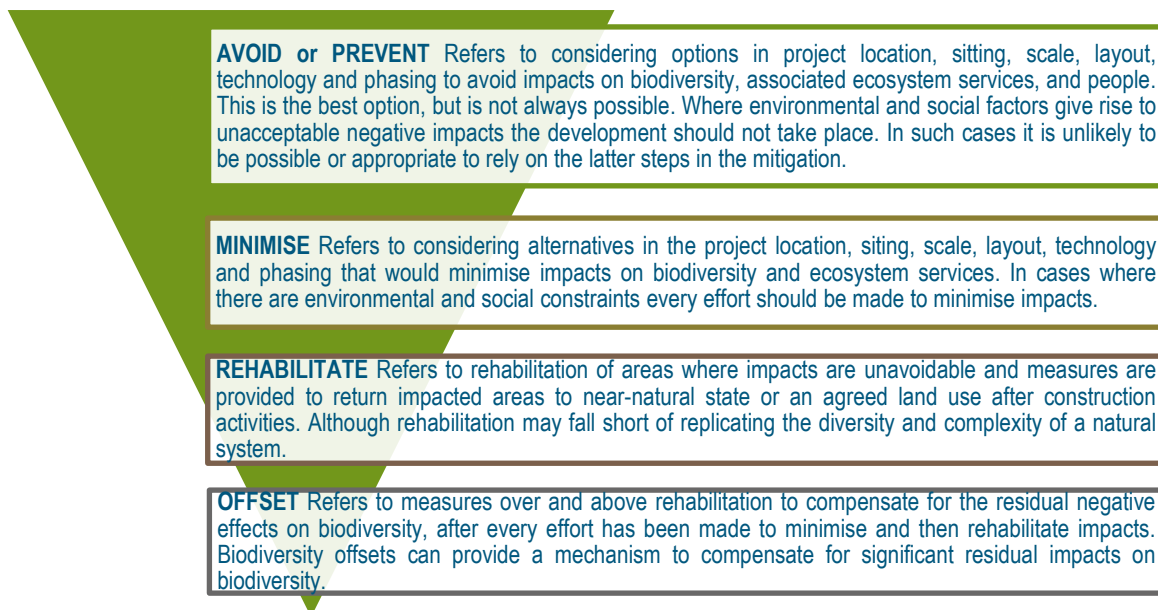 AVOID or PREVENT Refers to considering options in project location, sitting, scale, layout,
technology and phasing to avoid impacts on biodiversity, associated ecosystem services, and people.
This is the best option, but is not always possible. Where environmental and social factors give rise to
unacceptable negative impacts the development should not take place. In such cases it is unlikely to
be possible or appropriate to rely on the latter steps in the mitigation.
MINIMISE Refers to considering alternatives in the project location, siting, scale, layout, technology
and phasing that would minimise impacts on biodiversity and ecosystem services. In cases where
there are environmental and social constraints every effort should be made to minimise impacts.
REHABILITATE Refers to rehabilitation of areas where impacts are unavoidable and measures are
provided to return impacted areas to near-natural state or an agreed land use after construction
activities. Although rehabilitation may fall short of replicating the diversity and complexity of a natural
system.
OFFSET Refers to measures over and above rehabilitation to compensate for the residual negative
effects on biodiversity, after every effort has been made to minimise and then rehabilitate impacts.
Biodiversity offsets can provide a mechanism to compensate for significant residual impacts on
biodiversity.